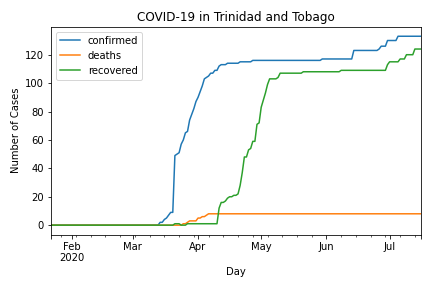 COVID-19 in Trinidad and Tobago
confirmed
deaths
recovered
Number of Cases
120
100
80
60
40
20
0
Feb
2020
Mar
Apr
May
Jun
Jul
Day